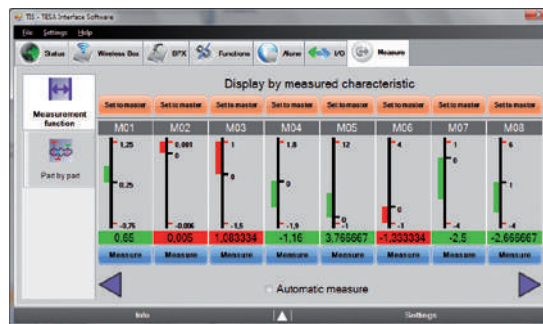 TIS - TESA Interface Software
File Settings Help
Status Wireless Box BPX Functions Alone I/O Measure
Display by measured characteristic
Measurement function
Part by part
Set to master Set to master Set to master Set to master Set to master Set to master Set to master Set to master
M01 M02 M03 M04 M05 M06 M07 M08
1,25 0,001 1 1,8 12 4 1 6
0 0
0,25 0 0 1
0 0
-0,75 -0,006 -1,5 -1,9 -1 -1 -4 -4
0,65 0,005 1,083334 -1,16 3,766667 -1,333334 -2,5 -2,666667
Measure Measure Measure Measure Measure Measure Measure Measure
Automatic measure
Info Settings